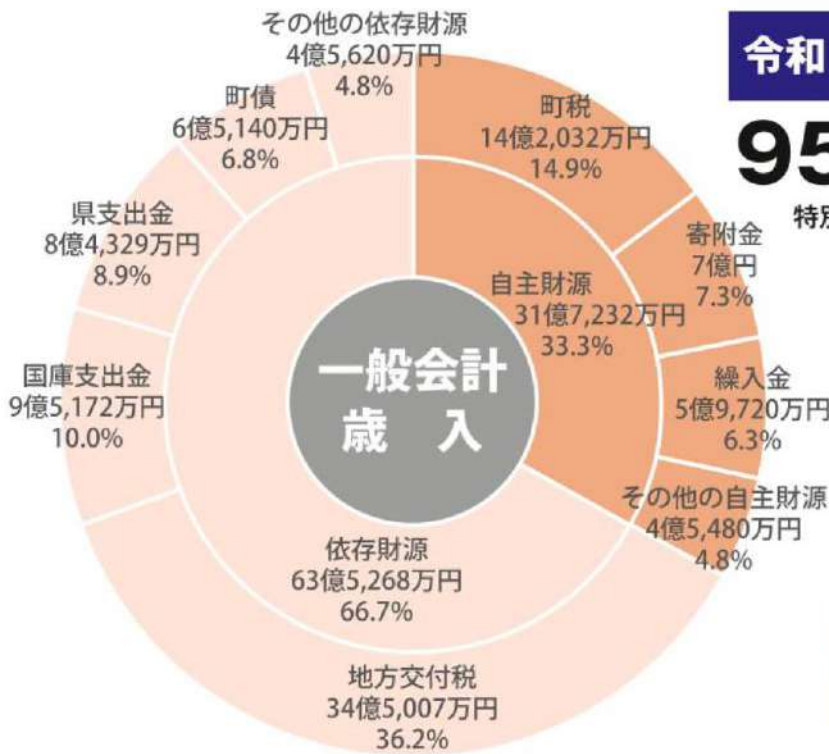 その他の依存財源
4億5,620万円
4.8%
町債
6億5,140万円
6.8%
県支出金
8億4,329万円
8.9%
国庫支出金
9億5,172万円
10.0%
地方交付税
34億5,007万円
36.2%
依存財源
63億5,268万円
66.7%
一般会計
歳 入
自主財源
31億7,232万円
33.3%
町税
14億2,032万円
14.9%
寄附金
7億円
7.3%
繰入金
5億9,720万円
6.3%
その他の自主財源
4億5,480万円
4.8%
令和
95
特別